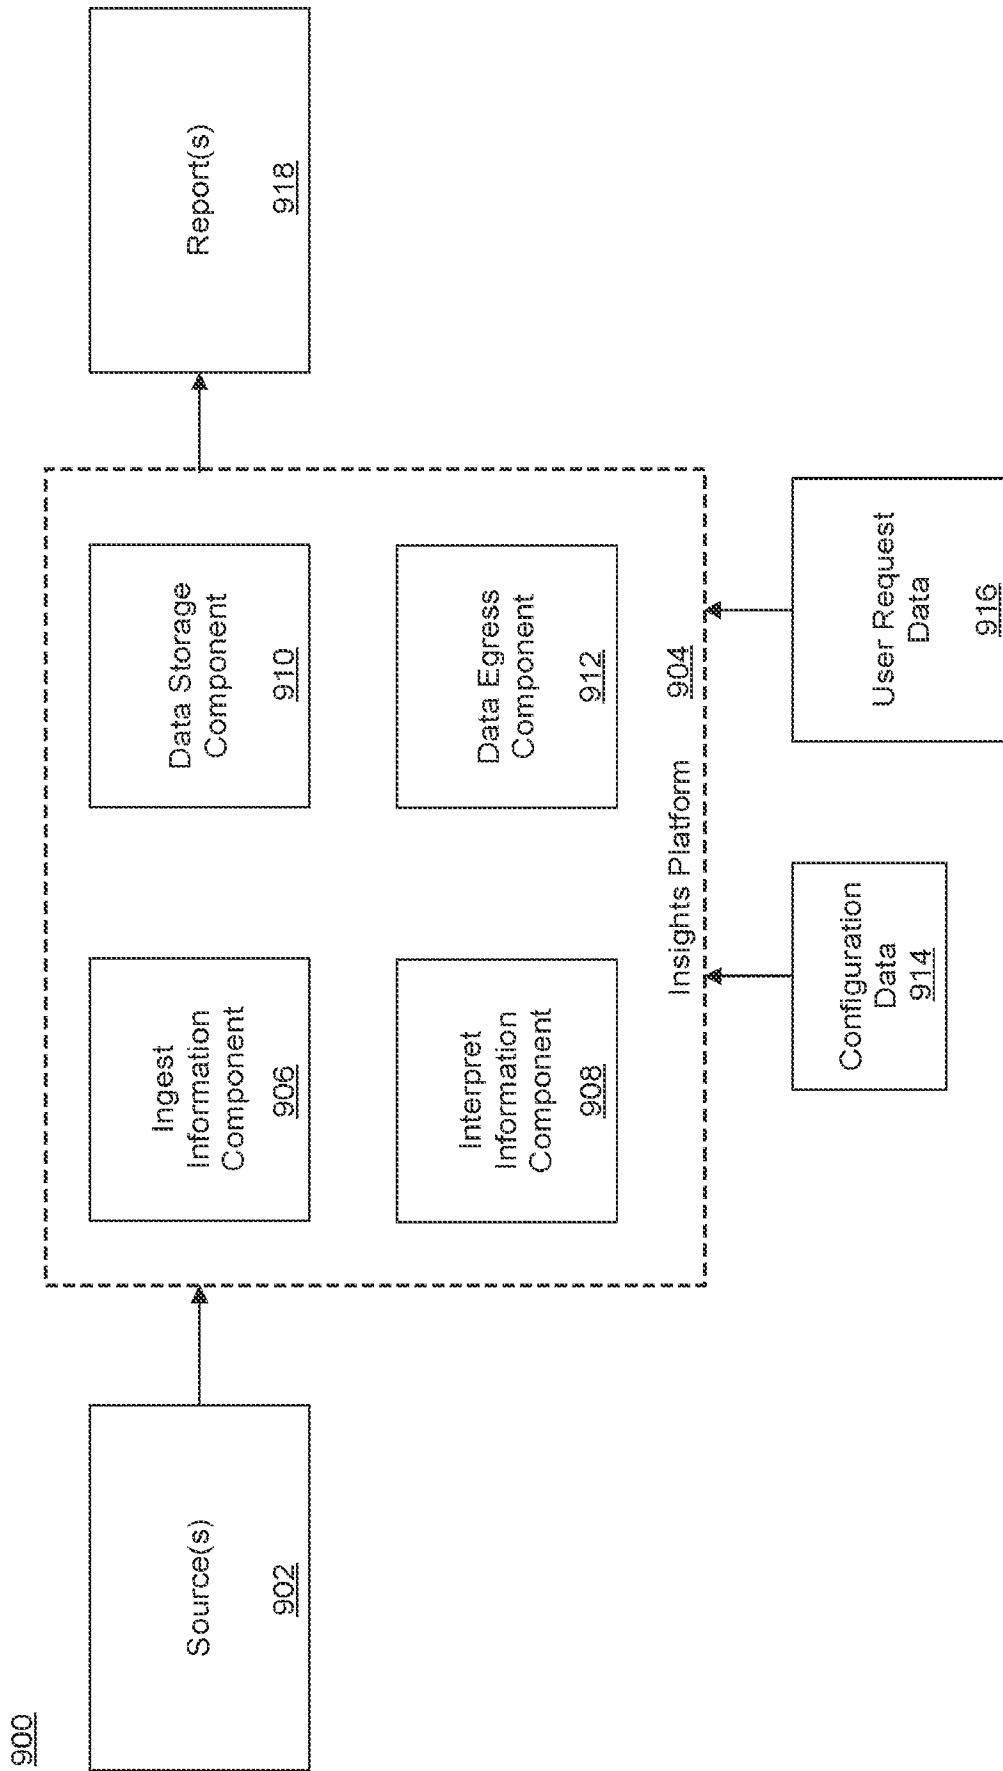 900
Source(s)
902
Ingest
Information
Component
906
Interpret
Information
Component
908
Data Storage
Component
910
Data Egress
Component
912
Insights Platform
904
Configuration
Data
914
User Request
Data
916
Report(s)
918